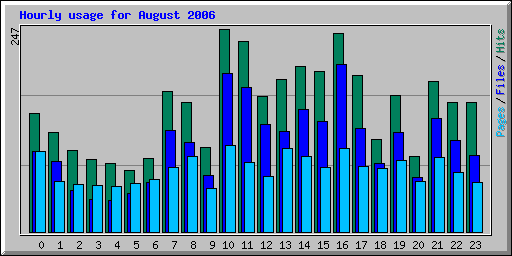 Hourly usage for August 2006
247
Pages / Files / Hits
0 1 2 3 4 5 6 7 8 9 10 11 12 13 14 15 16 17 18 19 20 21 22 23